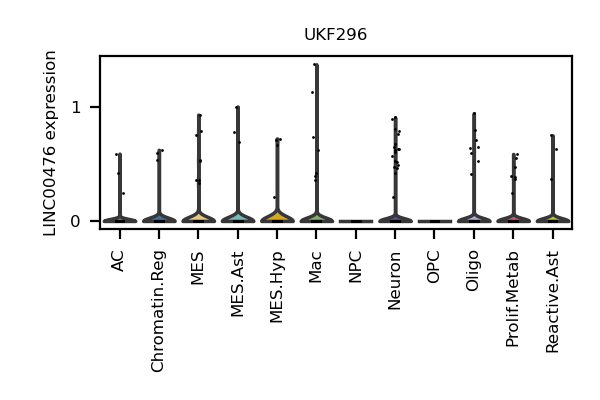 UKF296
LINC00476 expression
1
0
AC
Chromatin.Reg
MES
MES.Ast
MES.Hyp
Mac
NPC
Neuron
OPC
Oligo
Prolif.Metab
Reactive.Ast